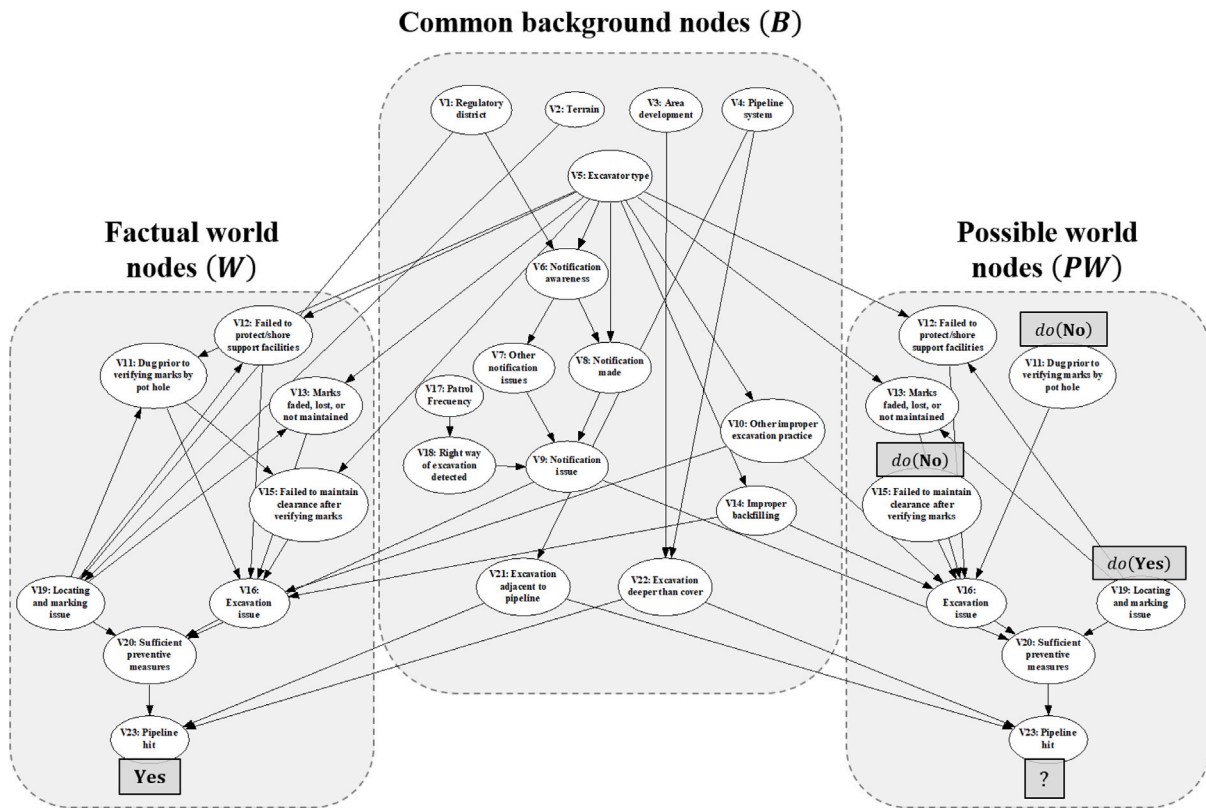 Common background nodes (B)
V1: Regulatory
district
V2: Terrain
V3: Area
development
V4: Pipeline
system
V5: Excavator type
V6: Notification
awareness
V7: Other
notification
issues
V8: Notification
made
V17: Patrol
Frecuency
V18: Right way
of excavation
detected
V9: Notification
issue
V10: Other improper
excavation practice
V14: Improper
backfilling
V21: Excavation
adjacent to
pipeline
V22: Excavation
deeper than cover
Factual world
nodes (W)
V12: Failed to
protect/shore
support facilities
V11: Dug prior to
verifying marks by
pot hole
V13: Marks
faded, lost, or
not maintained
V15: Failed to maintain
clearance after
verifying marks
V19: Locating
and marking
issue
V16:
Excavation
issue
V20: Sufficient
preventive
measures
V23: Pipeline
hit
Yes
Possible world
nodes (PW)
V12: Failed to
protect/shore
support facilities
do(No)
V11: Dug prior to
verifying marks by
pot hole
V13: Marks
faded, lost, or
not maintained
do(No)
V15: Failed to maintain
clearance after
verifying marks
do(Yes)
V16:
Excavation
issue
V19: Locating
and marking
issue
V20: Sufficient
preventive
measures
V23: Pipeline
hit
?